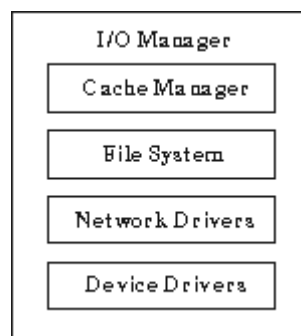 I/O Manager
Cache Manager
File System
Network Drivers
Device Drivers